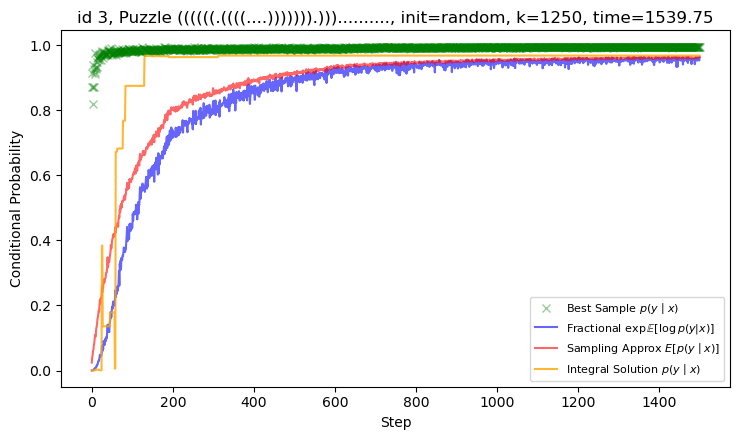 id 3, Puzzle ((((((.((((....))))))).))).........., init=random, k=1250, time=1539.75
1.0
0.8
0.6
0.4
0.2
0.0
Conditional Probability
Best Sample p(y | x)
Fractional exp𝔼[log p(y|x)]
Sampling Approx E[p(y | x)]
Integral Solution p(y | x)
0 200 400 600 800 1000 1200 1400
Step